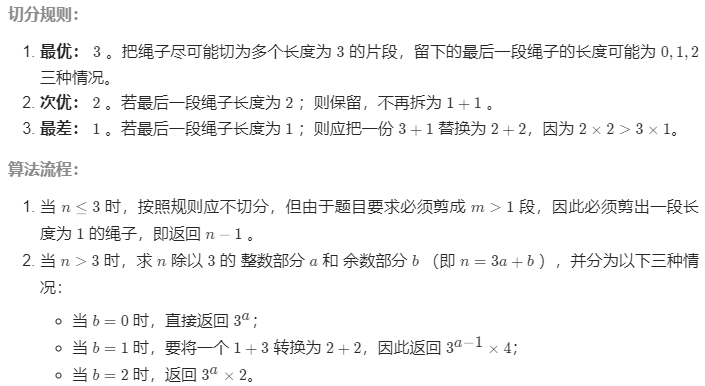 切分规则：
1. 最优： 3 。把绳子尽可能切为多个长度为 3 的片段，留下的最后一段绳子的长度可能为 0,1,2
三种情况。
2. 次优： 2 。若最后一段绳子长度为 2 ；则保留，不再拆为 1+1 。
3. 最差： 1 。若最后一段绳子长度为 1 ；则应把一份 3+1 替换为 2+2，因为 2×2>3×1。
算法流程：
1. 当 n≤3 时，按照规则应不切分，但由于题目要求必须剪成 m>1 段，因此必须剪出一段长
度为 1 的绳子，即返回 n−1 。
2. 当 n>3 时，求 n 除以 3 的 整数部分 a 和 余数部分 b （即 n=3a+b ），并分为以下三种情
况：
○ 当 b=0 时，直接返回 3^a；
○ 当 b=1 时，要将一个 1+3 转换为 2+2，因此返回 3^{a−1}×4；
○ 当 b=2 时，返回 3^a×2。